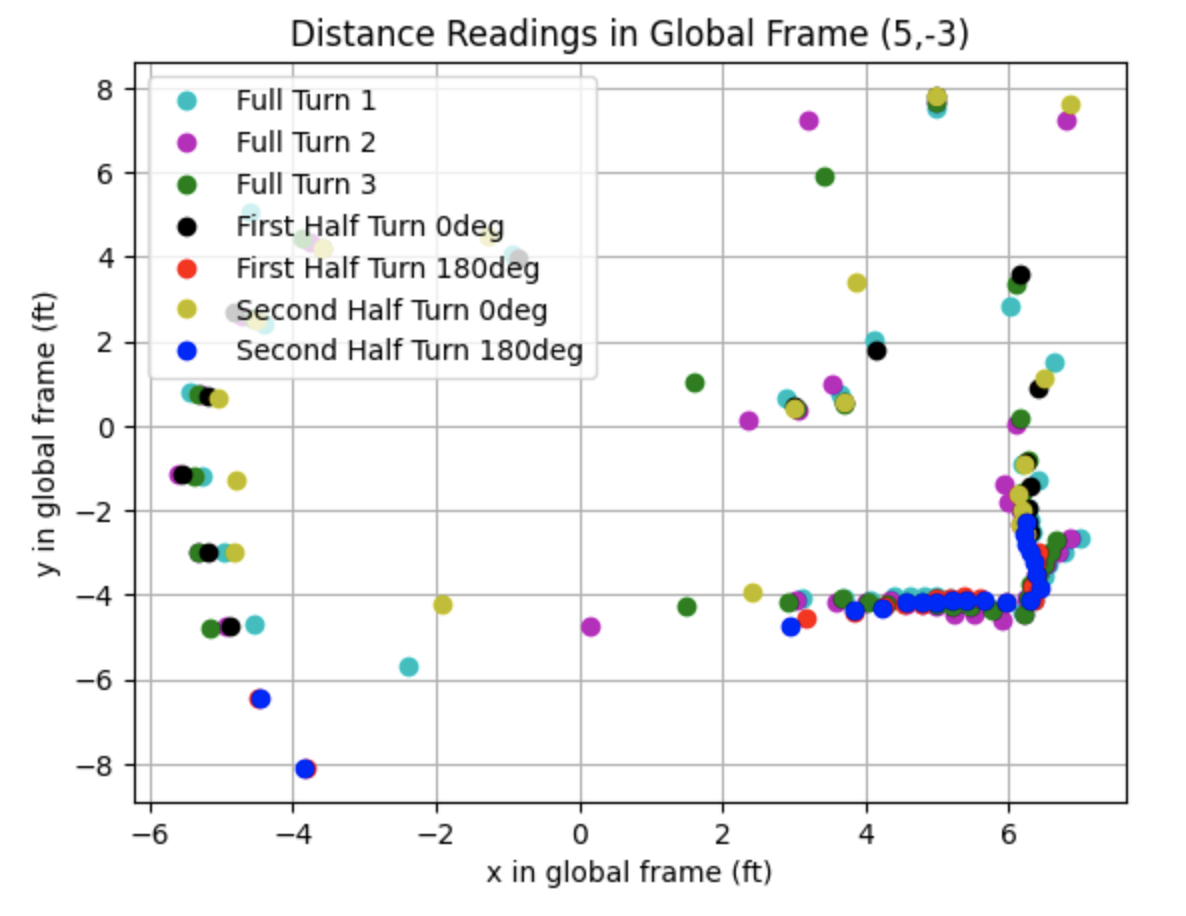 Distance Readings in Global Frame (5,-3)
8
6
4
2
0
−2
−4
−6
−8
y in global frame (ft)
Full Turn 1
Full Turn 2
Full Turn 3
First Half Turn 0deg
First Half Turn 180deg
Second Half Turn 0deg
Second Half Turn 180deg
−6 −4 −2 0 2 4 6
x in global frame (ft)